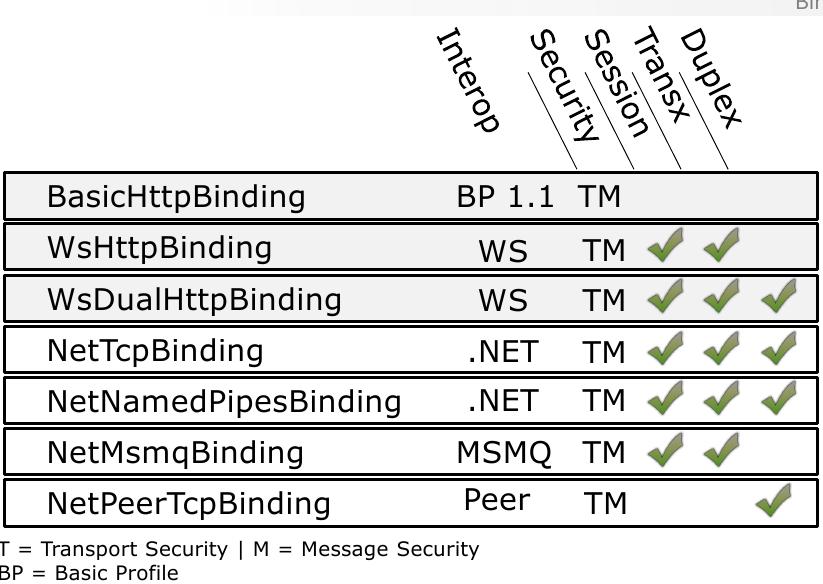 Interop Security Session Transx Duplex
BasicHttpBinding BP 1.1 TM
WsHttpBinding WS TM
WsDualHttpBinding WS TM
NetTcpBinding .NET TM
NetNamedPipesBinding .NET TM
NetMsmqBinding MSMQ TM
NetPeerTcpBinding Peer TM
T = Transport Security | M = Message Security
BP = Basic Profile